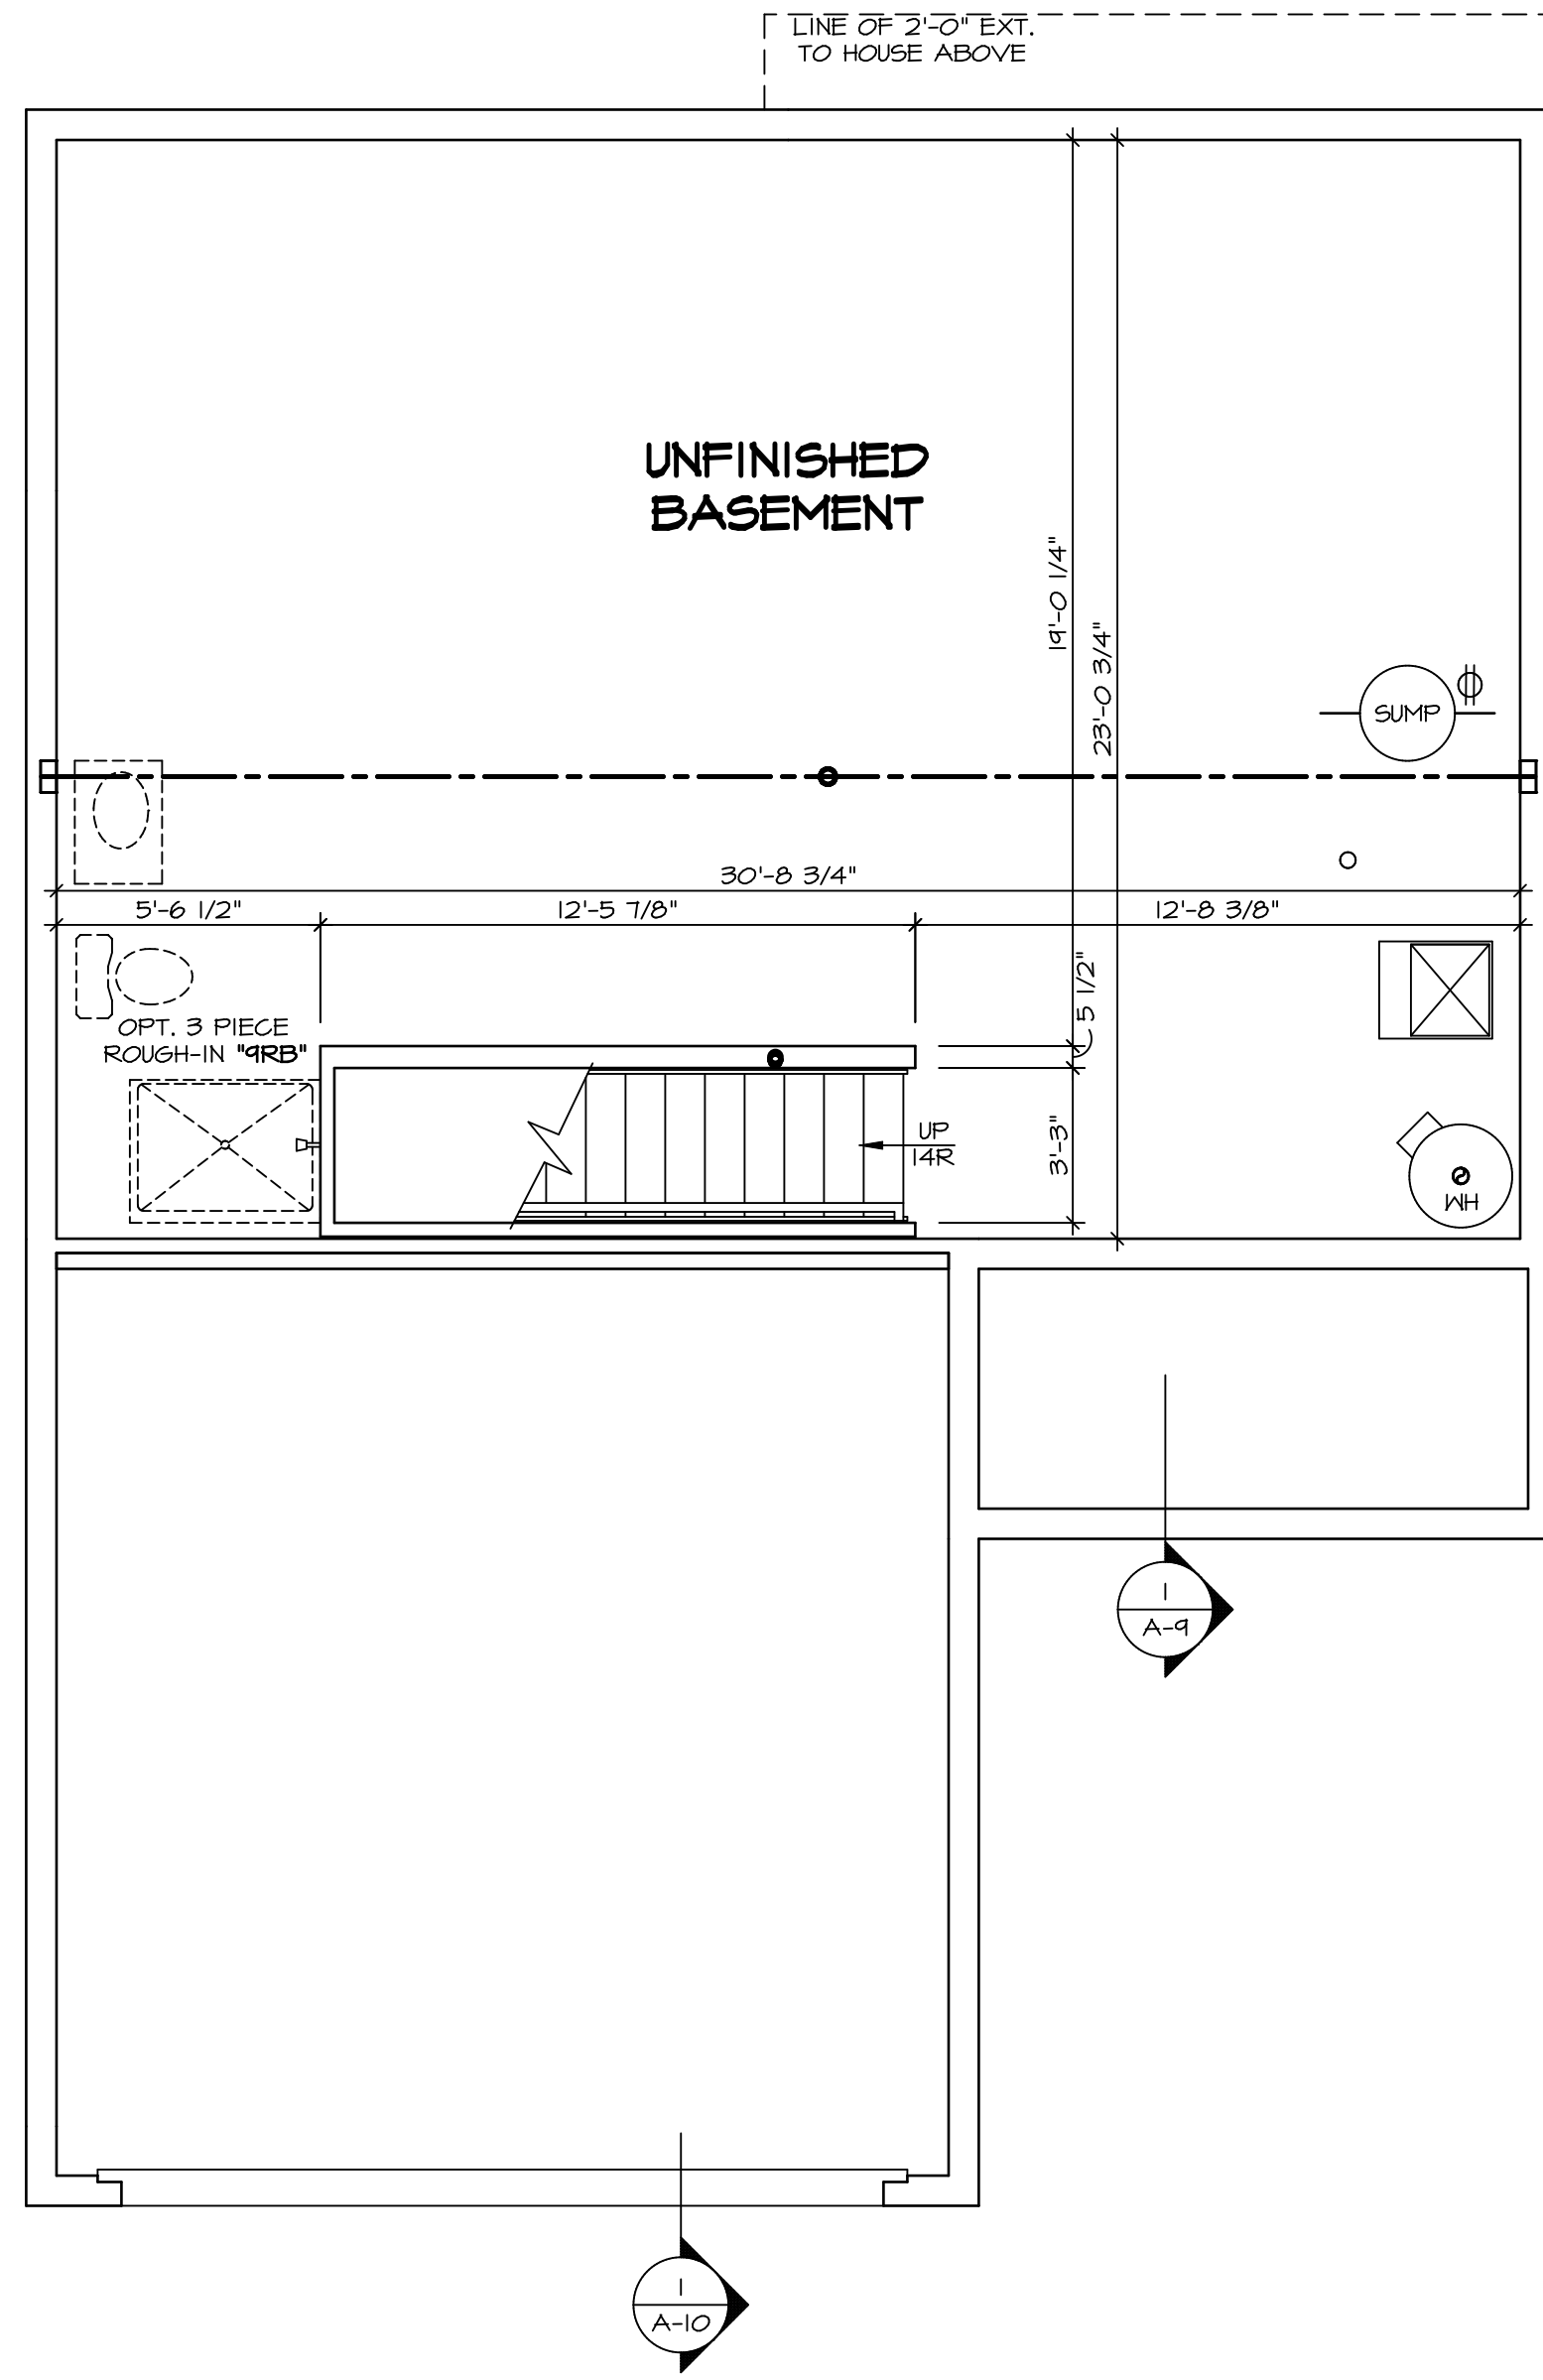 LINE OF 2'-0" EXT.
TO HOUSE ABOVE
UNFINISHED
BASEMENT
19'-0 1/4"
23'-0 3/4"
SUMP
30'-8 3/4"
5'-6 1/2"
12'-5 7/8"
12'-8 3/8"
5 1/2"
OPT. 3 PIECE
ROUGH-IN "9RB"
UP
14R
3'-3"
WH
1
A-9
1
A-10